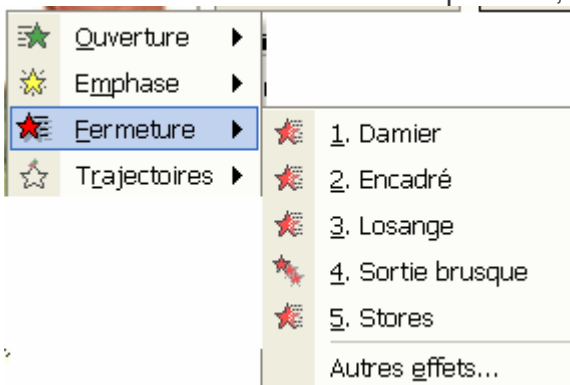 Ouverture
Emphase
Fermeture
Trajectoires
1. Damier
2. Encadré
3. Losange
4. Sortie brusque
5. Stores
Autres effets...